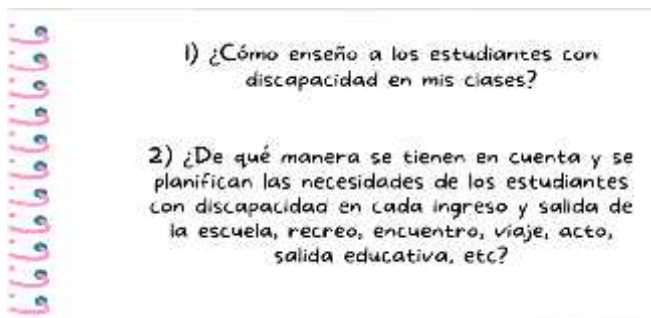 1) ¿Cómo enseño a los estudiantes con
discapacidad en mis clases?
2) ¿De qué manera se tienen en cuenta y se
planifican las necesidades de los estudiantes
con discapacidad en cada ingreso y salida de
la escuela, recreo, encuentro, viaje, acto,
salida educativa, etc?